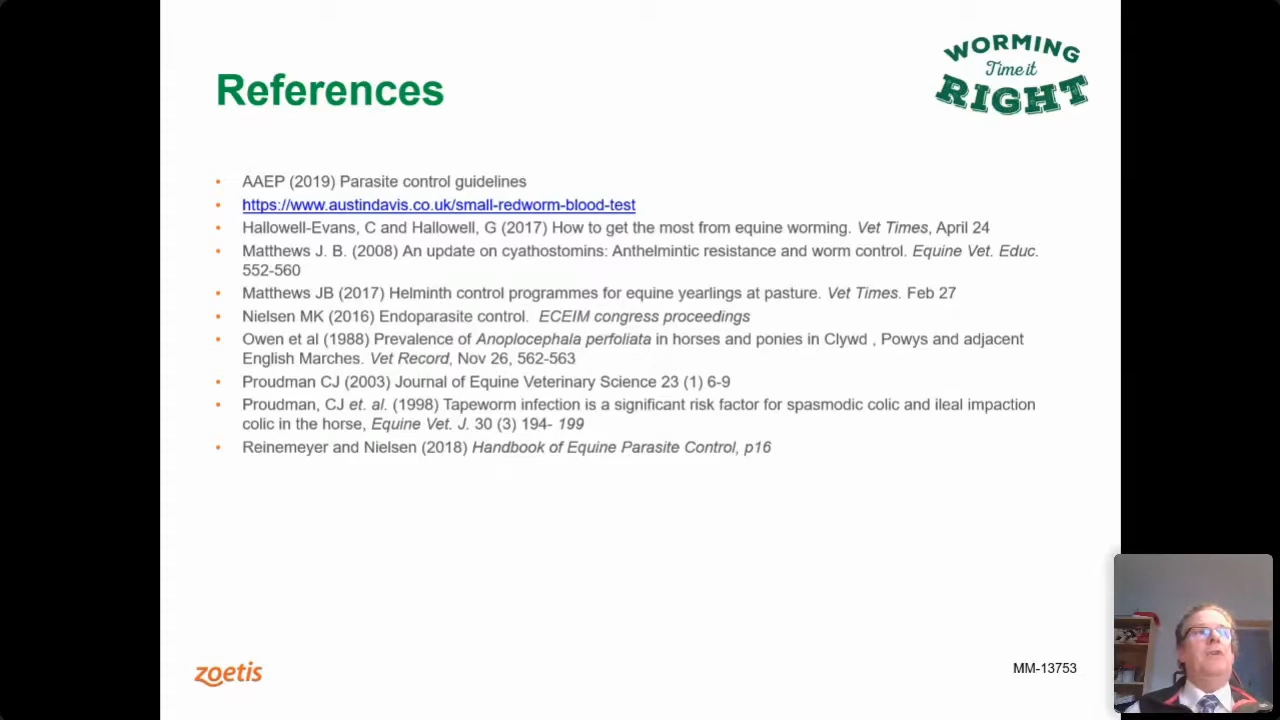 WORMING
Time it
RIGHT
References
• AAEP (2019) Parasite control guidelines
• https://www.austindavis.co.uk/small-redworm-blood-test
• Hallowell-Evans, C and Hallowell, G (2017) How to get the most from equine worming. Vet Times, April 24
• Matthews J. B. (2008) An update on cyathostomins: Anthelmintic resistance and worm control. Equine Vet. Educ.
552-560
• Matthews JB (2017) Helminth control programmes for equine yearlings at pasture. Vet Times. Feb 27
• Nielsen MK (2016) Endoparasite control. ECEIM congress proceedings
• Owen et al (1988) Prevalence of Anoplocephala perfoliata in horses and ponies in Clywd , Powys and adjacent
English Marches. Vet Record, Nov 26, 562-563
• Proudman CJ (2003) Journal of Equine Veterinary Science 23 (1) 6-9
• Proudman, CJ et. al. (1998) Tapeworm infection is a significant risk factor for spasmodic colic and ileal impaction
colic in the horse, Equine Vet. J. 30 (3) 194- 199
• Reinemeyer and Nielsen (2018) Handbook of Equine Parasite Control, p16
zoetis
MM-13753